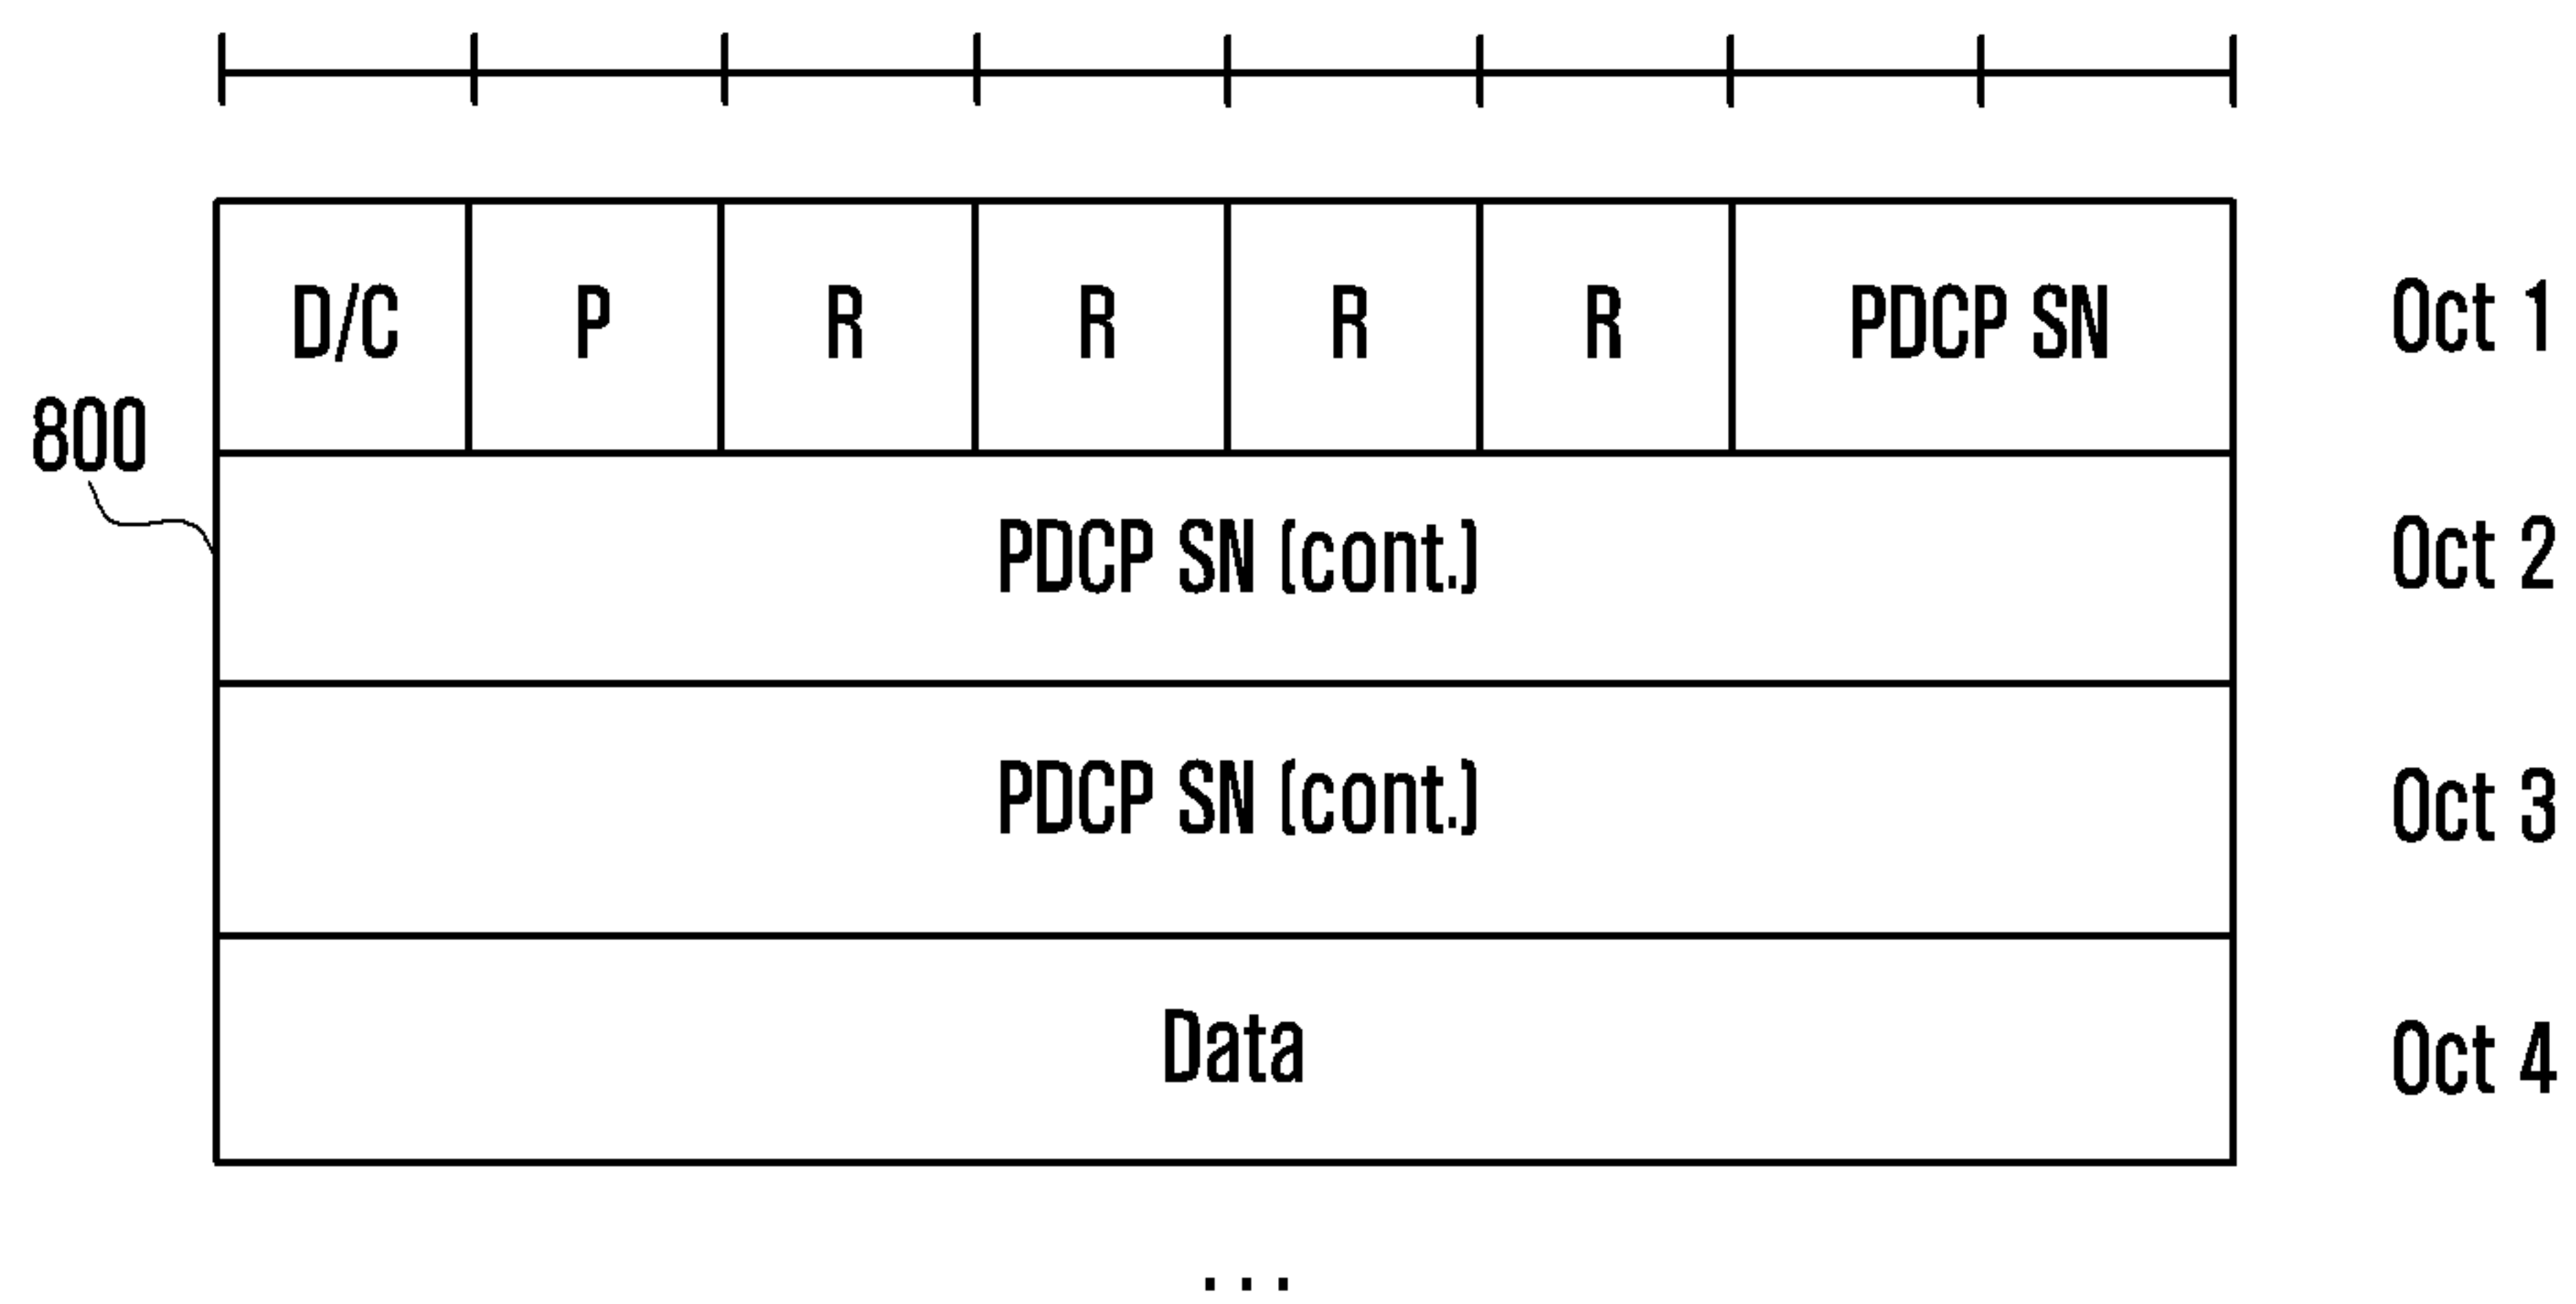 D/C P R R R R PDCP SN Oct 1
800
PDCP SN (cont.) Oct 2
PDCP SN (cont.) Oct 3
Data Oct 4
...